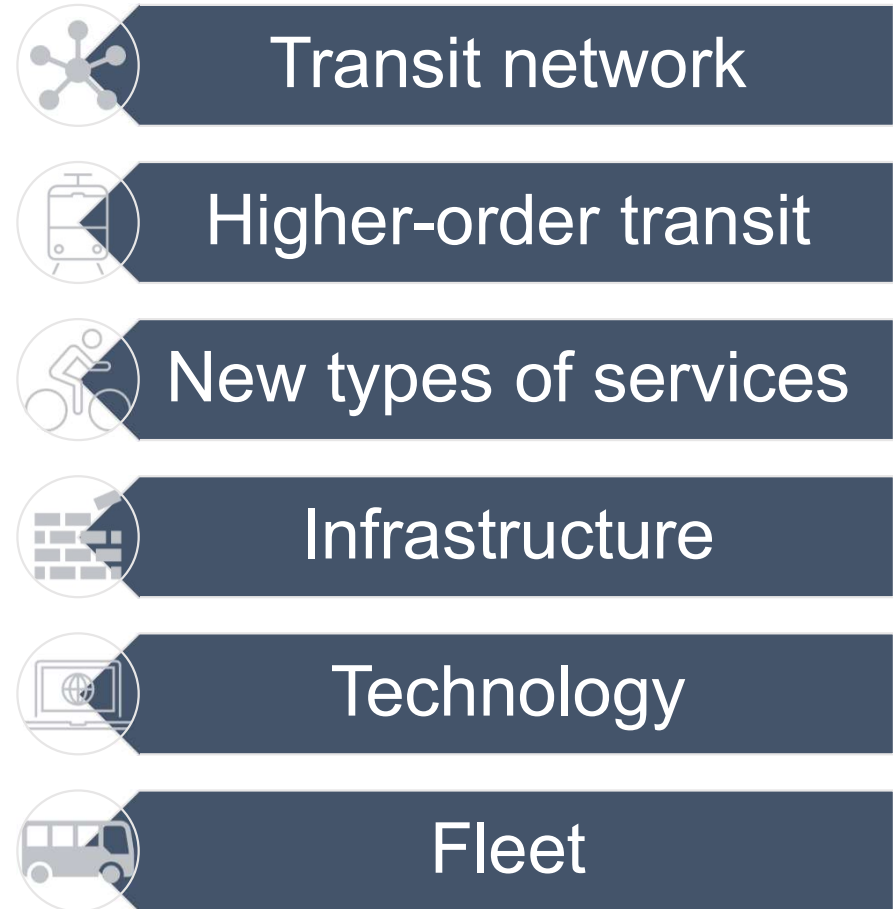 Transit network
Higher-order transit
New types of services
Infrastructure
Technology
Fleet